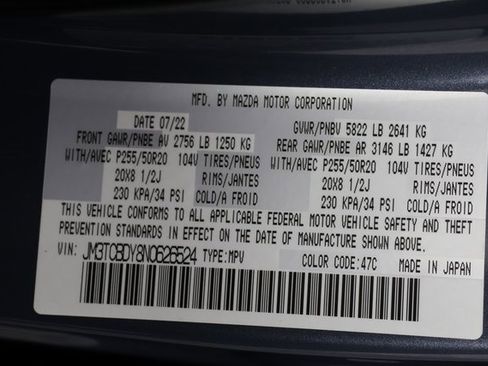 MFD. BY MAZDA MOTOR CORPORATION
DATE 07/22 GVWR/PNBV 5822 LB 2641 KG
FRONT GAWR/PNBE AV 2756 LB 1250 KG REAR GAWR/PNBE AR 3146 LB 1427 KG
WITH/AVEC P255/50R20 104V TIRES/PNEUS WITH/AVEC P255/50R20 104V TIRES/PNEUS
20X8 1/2J RIMS/JANTES 20X8 1/2J RIMS/JANTES
230 KPA/34 PSI COLD/A FROID 230 KPA/34 PSI COLD/A FROID
THIS VEHICLE CONFORMS TO ALL APPLICABLE FEDERAL MOTOR VEHICLE SAFETY AND THEFT
PREVENTION STANDARDS IN EFFECT ON THE DATE OF MANUFACTURE SHOWN ABOVE.
VIN: JM3TCBDY8N0626524 TYPE:MPV COLOR CODE:47C MADE IN JAPAN